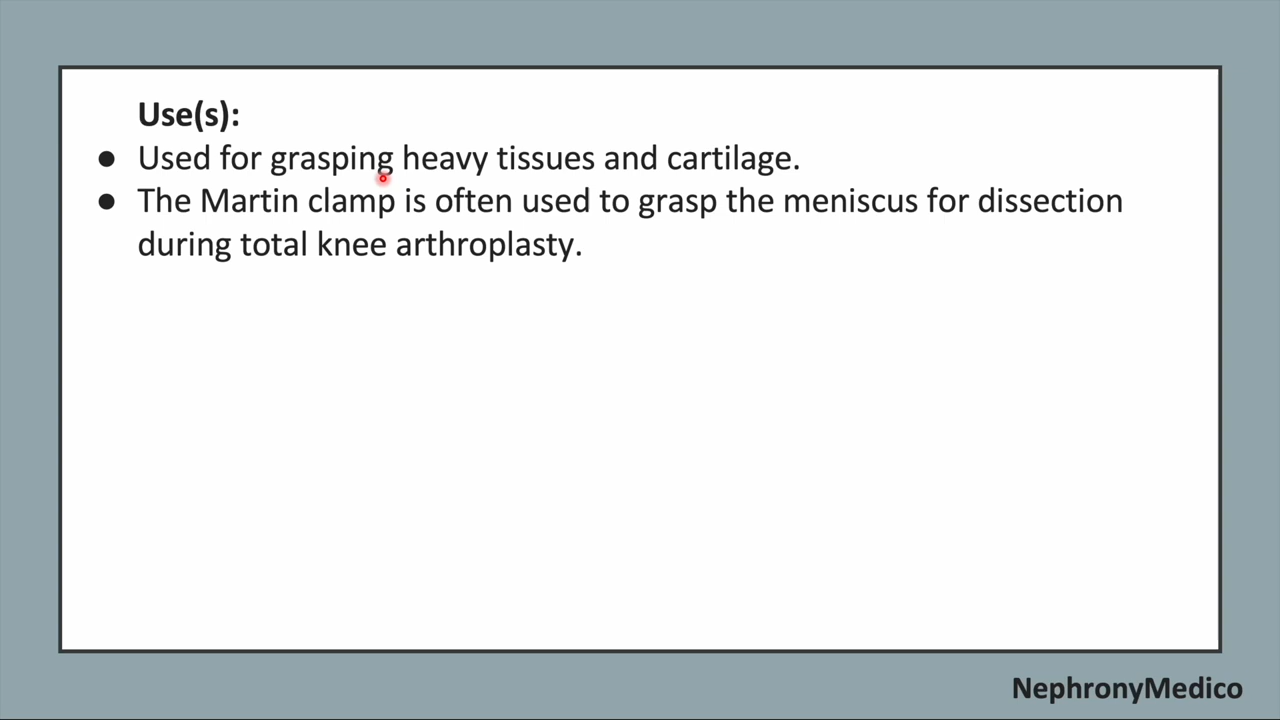 Use(s):
● Used for grasping heavy tissues and cartilage.
● The Martin clamp is often used to grasp the meniscus for dissection
during total knee arthroplasty.
NephronyMedico